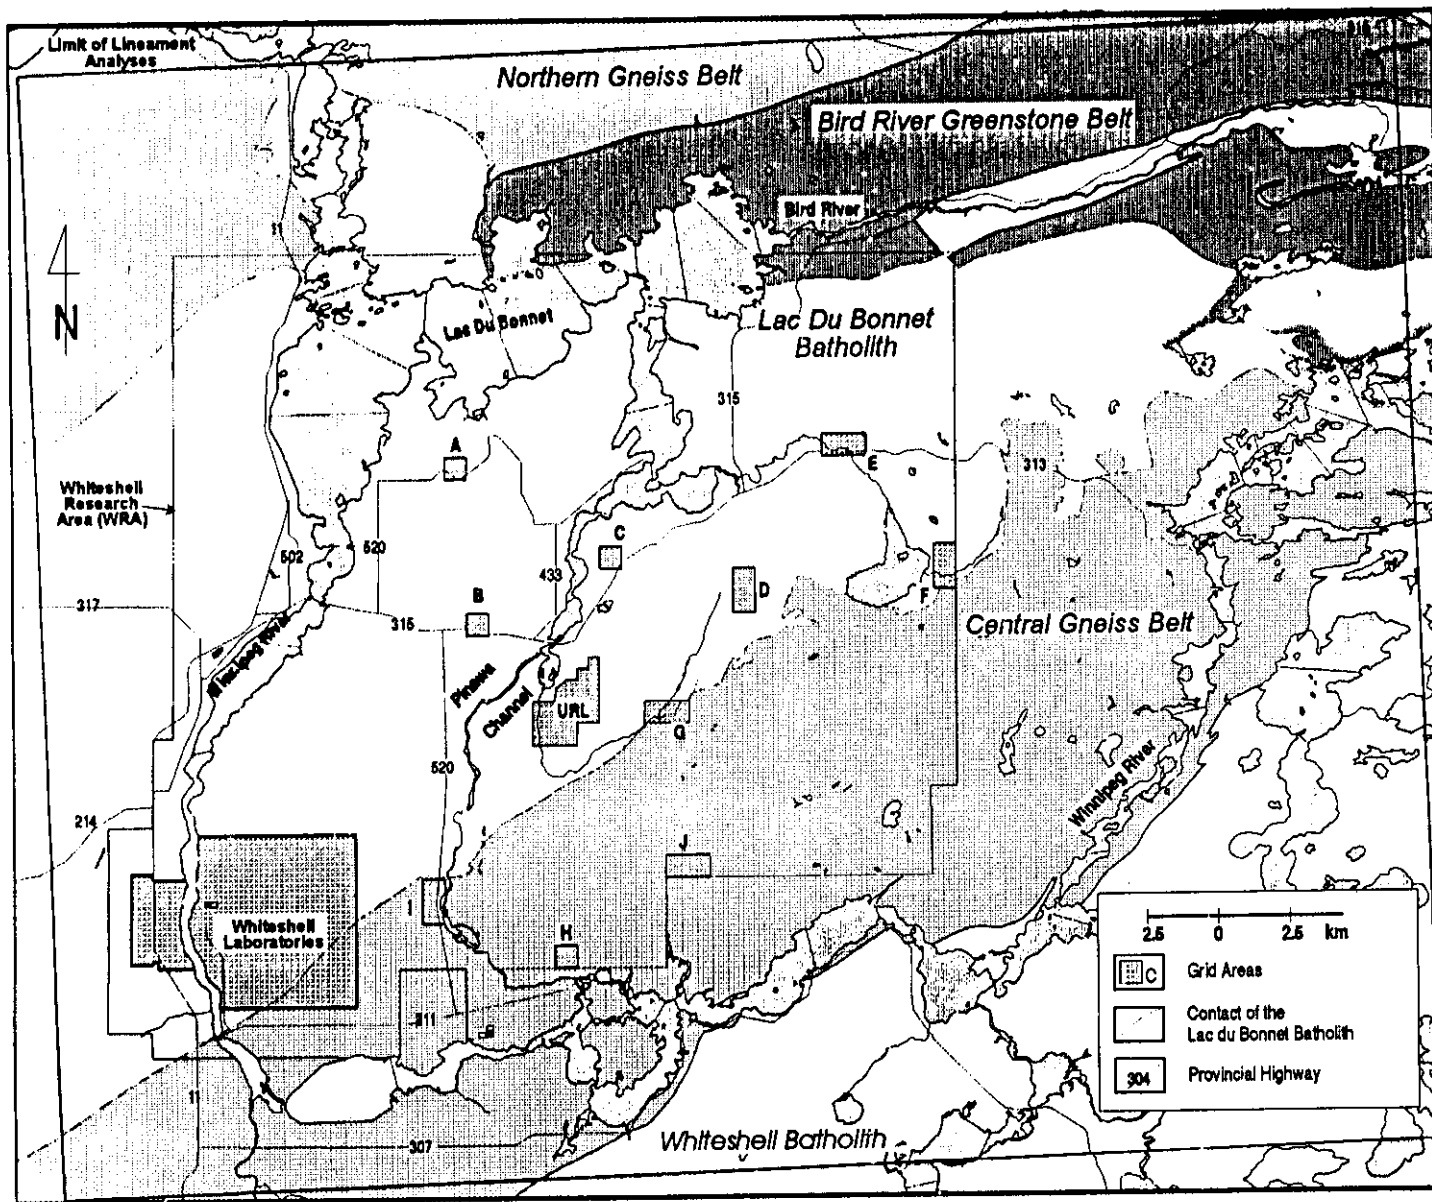 Limit of Lineament
Analyses
Northern Gneiss Belt
Bird River Greenstone Belt
Bird River
11
N
Lac Du Bonnet
Lac Du Bonnet
Batholith
315
A
E
313
Whiteshell
Research
Area (WRA)
502
520
433
C
D
F
317
B
315
Central Gneiss Belt
Winnipeg River
Pinawa
Channel
URL
G
520
Winnipeg River
214
J
I
Whiteshell
Laboratories
H
211
11
307
Whiteshell Batholith
2.5 0 2.5 km
C Grid Areas
Contact of the
Lac du Bonnet Batholith
304 Provincial Highway